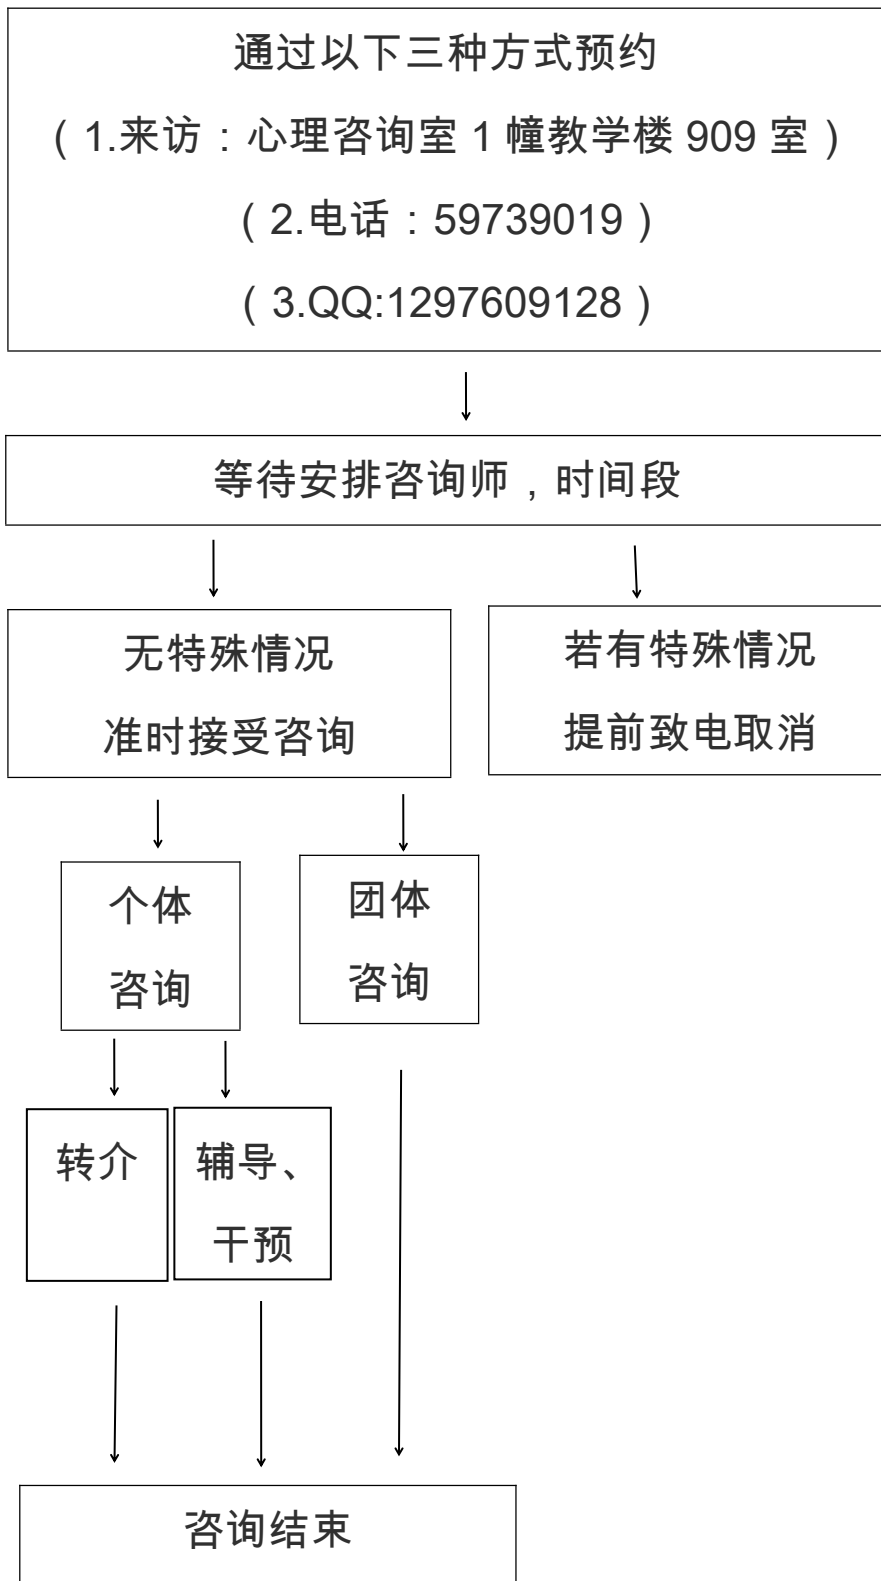 通过以下三种方式预约
（1.来访：心理咨询室 1 幢教学楼 909 室）
（2.电话：59739019）
（3.QQ:1297609128）
等待安排咨询师，时间段
无特殊情况
准时接受咨询
若有特殊情况
提前致电取消
个体
咨询
团体
咨询
转介
辅导、
干预
咨询结束